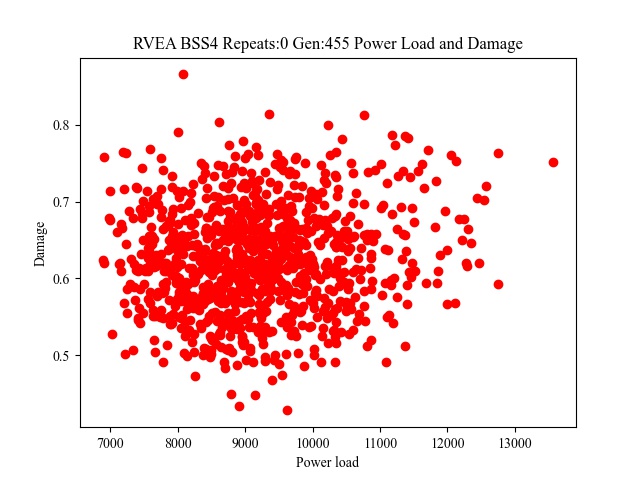 RVEA BSS4 Repeats:0 Gen:455 Power Load and Damage
0.8
0.7
0.6
0.5
Damage
7000 8000 9000 10000 11000 12000 13000
Power load